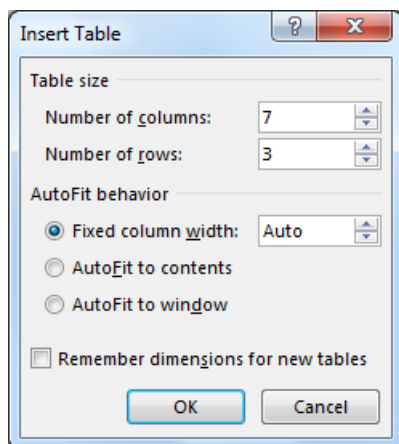 Insert Table
?
Table size
Number of columns: 7
Number of rows: 3
AutoFit behavior
Fixed column width: Auto
AutoFit to contents
AutoFit to window
Remember dimensions for new tables
OK Cancel